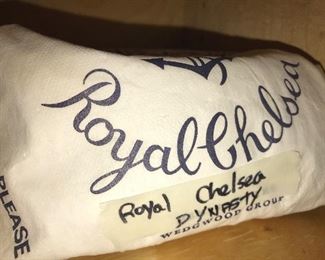 Royal Chelsea
Royal Chelsea
DYNASTY
WEDGWOOD GROUP
PLEASE